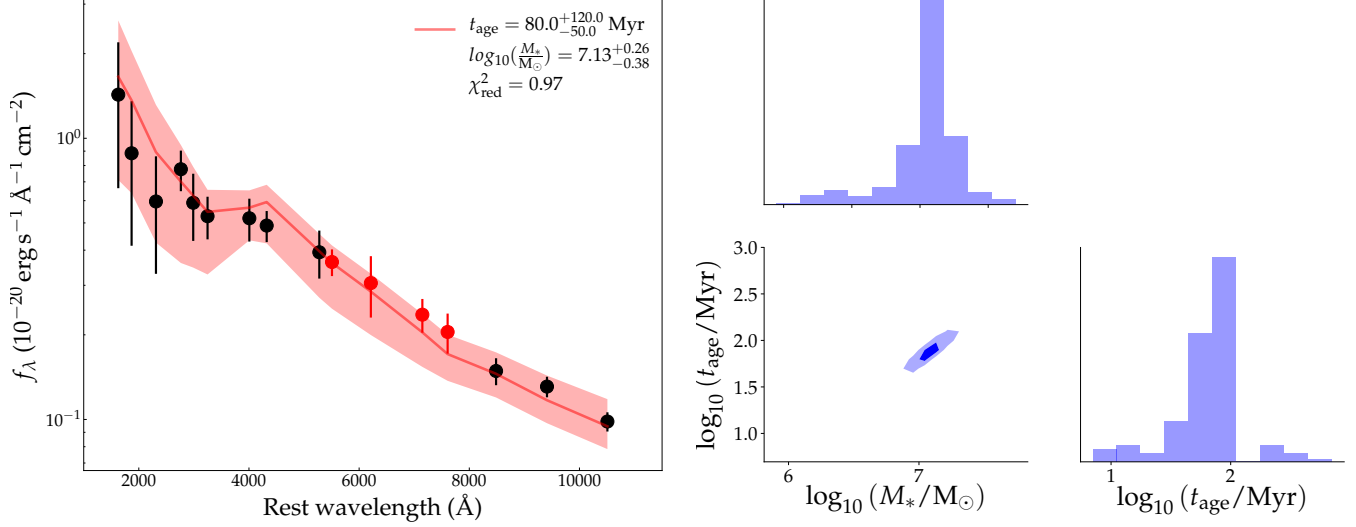 t_age = 80.0^{+120.0}_{−50.0} Myr
log10(M∗/M⊙) = 7.13^{+0.26}_{−0.38}
χ²_red = 0.97
10⁰
10⁻¹
f_λ (10⁻²⁰ erg s⁻¹ Å⁻¹ cm⁻²)
2000 4000 6000 8000 10000
Rest wavelength (Å)
3.0
2.5
2.0
1.5
1.0
log₁₀ (t_age/Myr)
6 7
log₁₀ (M∗/M⊙)
1 2
log₁₀ (t_age/Myr)